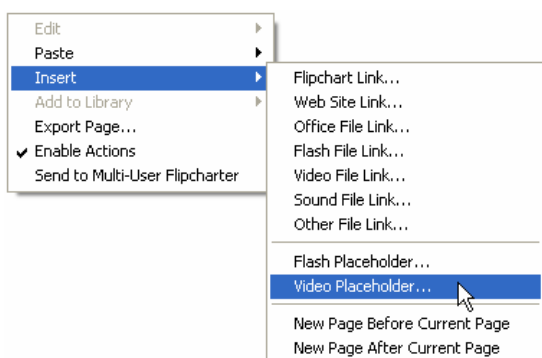 Edit
Paste
Insert
Add to Library
Export Page...
Enable Actions
Send to Multi-User Flipcharter
Flipchart Link...
Web Site Link...
Office File Link...
Flash File Link...
Video File Link...
Sound File Link...
Other File Link...
Flash Placeholder...
Video Placeholder...
New Page Before Current Page
New Page After Current Page